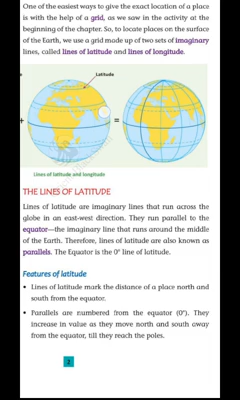 One of the easiest ways to give the exact location of a place
is with the help of a grid, as we saw in the activity at the
beginning of the chapter. So, to locate places on the surface
of the Earth, we use a grid made up of two sets of imaginary
lines, called lines of latitude and lines of longitude.
Latitude
+
=
Lines of latitude and longitude
THE LINES OF LATITUDE
Lines of latitude are imaginary lines that run across the
globe in an east-west direction. They run parallel to the
equator—the imaginary line that runs around the middle
of the Earth. Therefore, lines of latitude are also known as
parallels. The Equator is the 0° line of latitude.
Features of latitude
• Lines of latitude mark the distance of a place north and
south from the equator.
• Parallels are numbered from the equator (0°). They
increase in value as they move north and south away
from the equator, till they reach the poles.
2